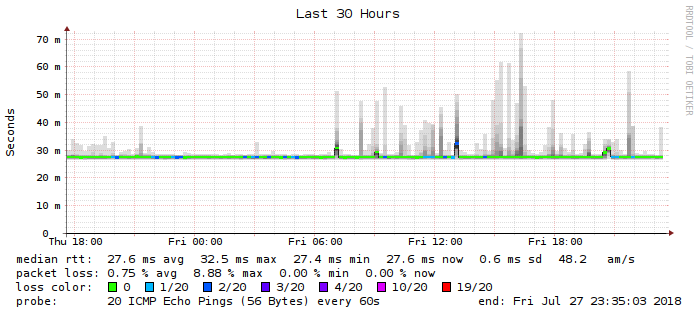 Last 30 Hours
RRDTOOL / TOBI OETIKER
Seconds
70 m
60 m
50 m
40 m
30 m
20 m
10 m
0
Thu 18:00 Fri 00:00 Fri 06:00 Fri 12:00 Fri 18:00
median rtt: 27.6 ms avg 32.5 ms max 27.4 ms min 27.6 ms now 0.6 ms sd 48.2 am/s
packet loss: 0.75 % avg 8.88 % max 0.00 % min 0.00 % now
loss color: 0 1/20 2/20 3/20 4/20 10/20 19/20
probe: 20 ICMP Echo Pings (56 Bytes) every 60s end: Fri Jul 27 23:35:03 2018